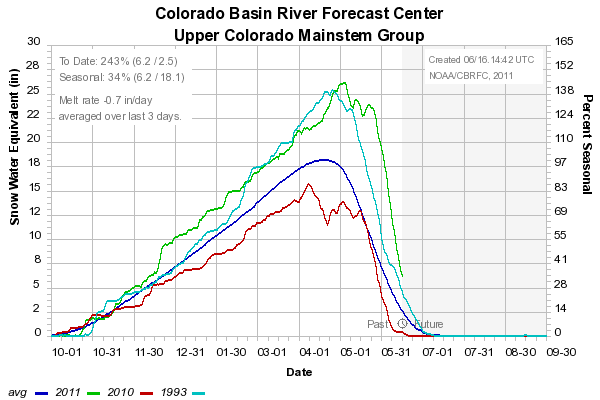 Colorado Basin River Forecast Center
Upper Colorado Mainstem Group
To Date: 243% (6.2 / 2.5)
Seasonal: 34% (6.2 / 18.1)
Melt rate -0.7 in/day
averaged over last 3 days.
Created 06/16.14:42 UTC
NOAA/CBRFC, 2011
Snow Water Equivalent (in)
30
28
25
22
20
18
15
12
10
8
5
2
0
Percent Seasonal
165
152
138
124
110
97
83
69
55
41
28
14
0
Past
Future
10-01 10-31 11-30 12-31 01-30 03-01 04-01 05-01 05-31 07-01 07-31 08-30 09-30
Date
avg 2011 2010 1993